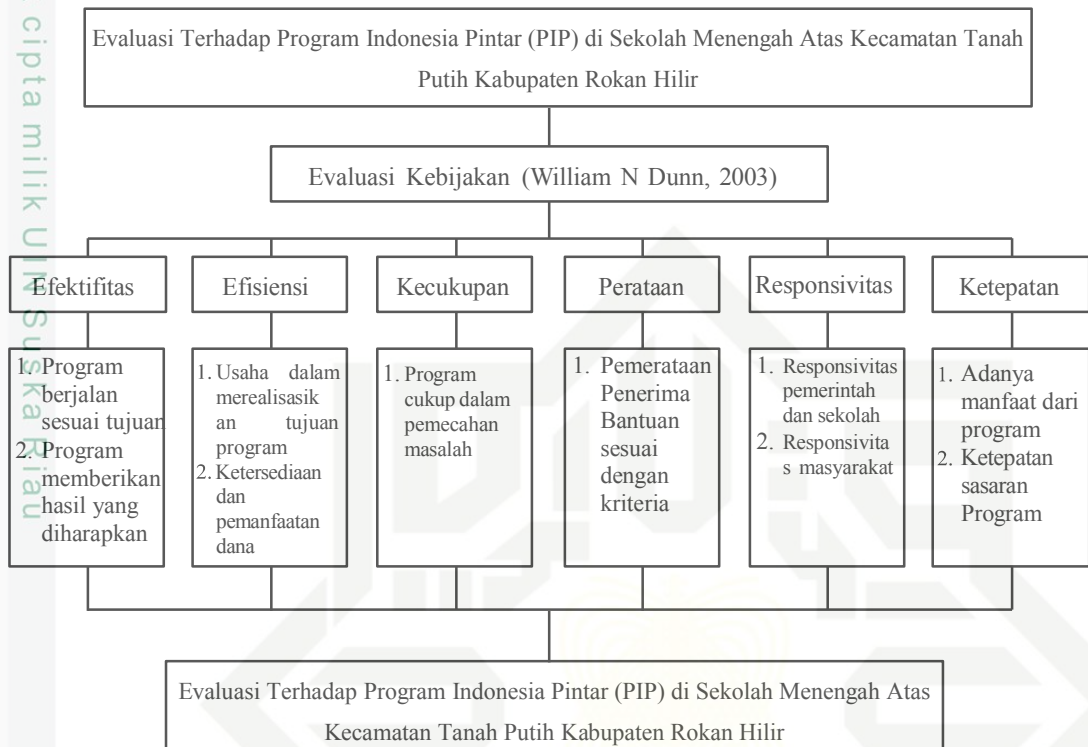 cipta milik UIN Suska Riau
Evaluasi Terhadap Program Indonesia Pintar (PIP) di Sekolah Menengah Atas Kecamatan Tanah
Putih Kabupaten Rokan Hilir
Evaluasi Kebijakan (William N Dunn, 2003)
Efektifitas
Efisiensi
Kecukupan
Perataan
Responsivitas
Ketepatan
1. Program
berjalan
sesuai tujuan
2. Program
memberikan
hasil yang
diharapkan
1. Usaha dalam
merealisasik
an tujuan
program
2. Ketersediaan
dan
pemanfaatan
dana
1. Program
cukup dalam
pemecahan
masalah
1. Pemerataan
Penerima
Bantuan
sesuai
dengan
kriteria
1. Responsivitas
pemerintah
dan sekolah
2. Responsivita
s masyarakat
1. Adanya
manfaat dari
program
2. Ketepatan
sasaran
Program
Evaluasi Terhadap Program Indonesia Pintar (PIP) di Sekolah Menengah Atas
Kecamatan Tanah Putih Kabupaten Rokan Hilir